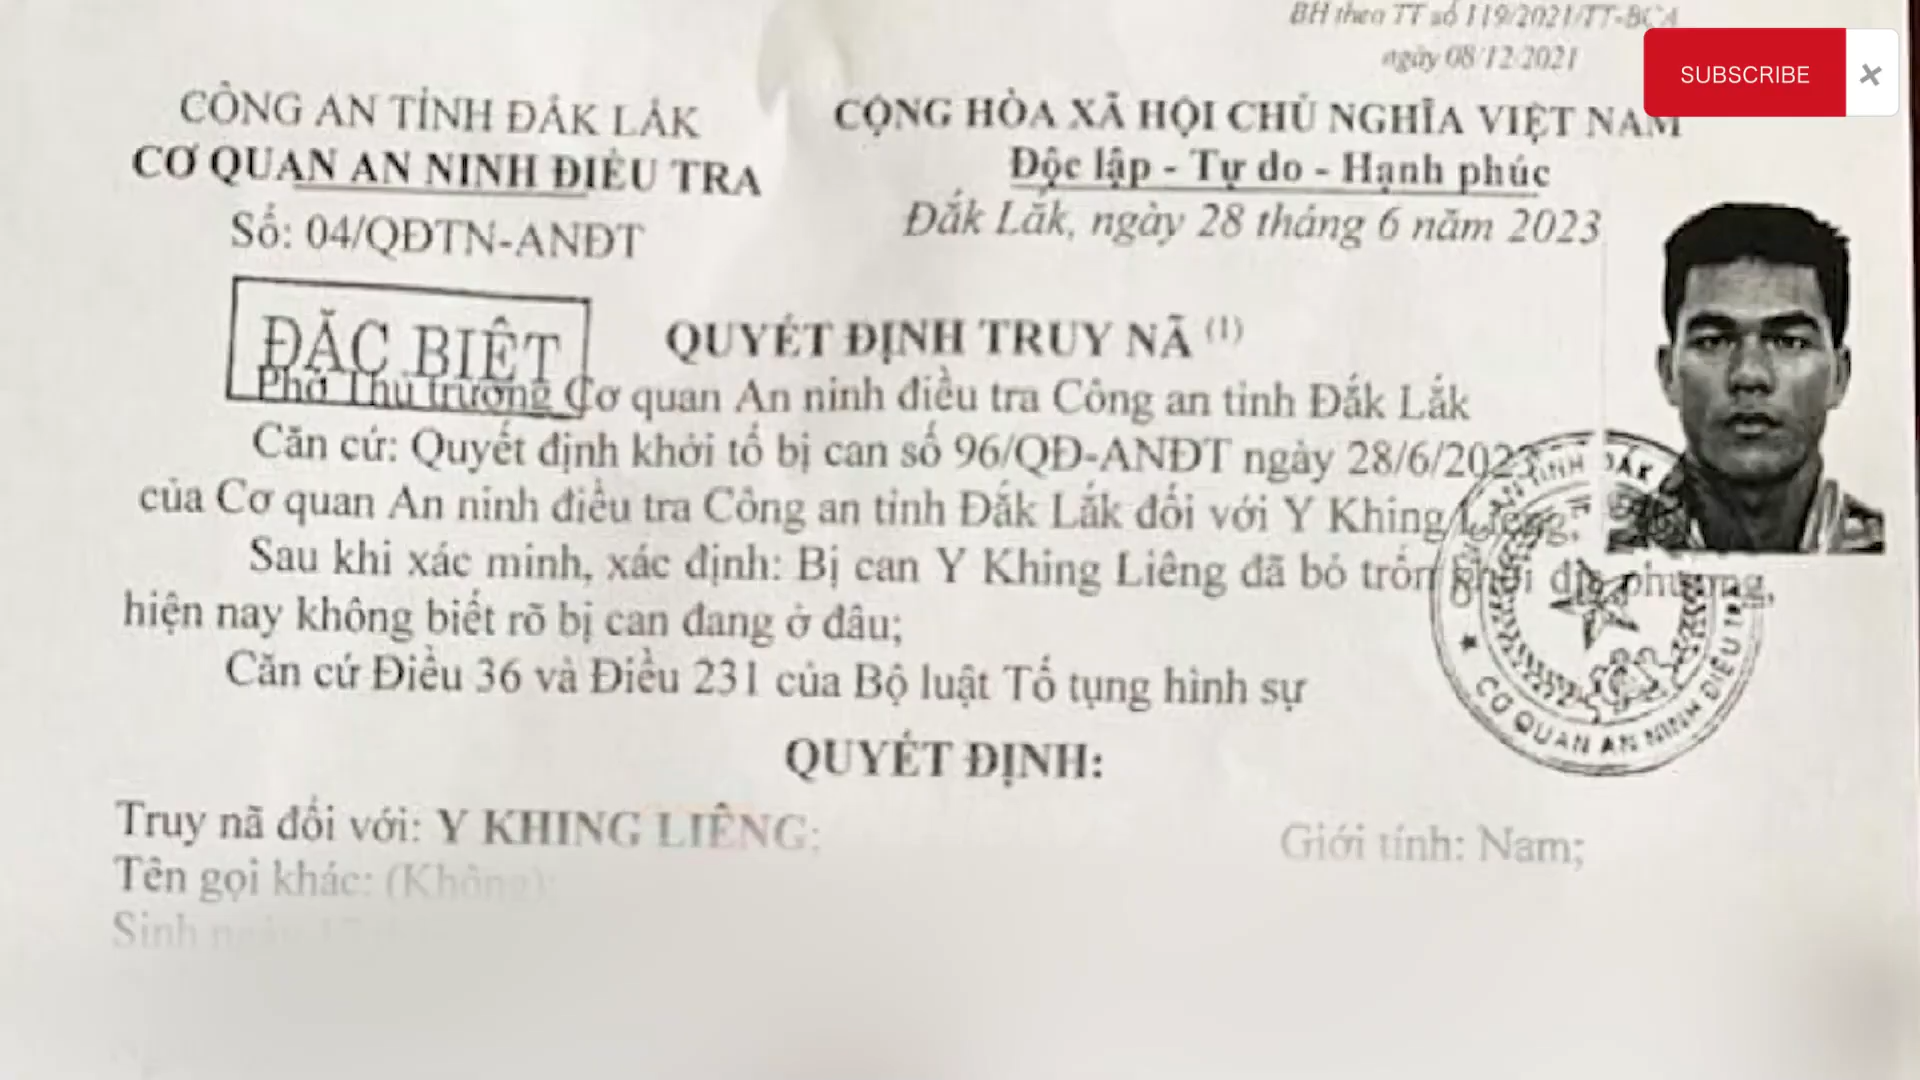 BH theo TT số 119/2021/TT-BCA
ngày 08/12/2021
SUBSCRIBE
CÔNG AN TỈNH ĐẮK LẮK
CƠ QUAN AN NINH ĐIỀU TRA
Số: 04/QĐTN-ANĐT
CỘNG HÒA XÃ HỘI CHỦ NGHĨA VIỆT NAM
Độc lập - Tự do - Hạnh phúc
Đắk Lắk, ngày 28 tháng 6 năm 2023
ĐẶC BIỆT
QUYẾT ĐỊNH TRUY NÃ (1)
Phó Thủ trưởng Cơ quan An ninh điều tra Công an tỉnh Đắk Lắk
Căn cứ: Quyết định khởi tố bị can số 96/QĐ-ANĐT ngày 28/6/2023
của Cơ quan An ninh điều tra Công an tỉnh Đắk Lắk đối với Y Khing Liêng;
Sau khi xác minh, xác định: Bị can Y Khing Liêng đã bỏ trốn khỏi địa phương,
hiện nay không biết rõ bị can đang ở đâu;
Căn cứ Điều 36 và Điều 231 của Bộ luật Tố tụng hình sự
CƠ QUAN AN NINH ĐIỀU TRA
QUYẾT ĐỊNH:
Truy nã đối với: Y KHING LIÊNG;
Giới tính: Nam;
Tên gọi khác: (Không);
Sinh ngày 17